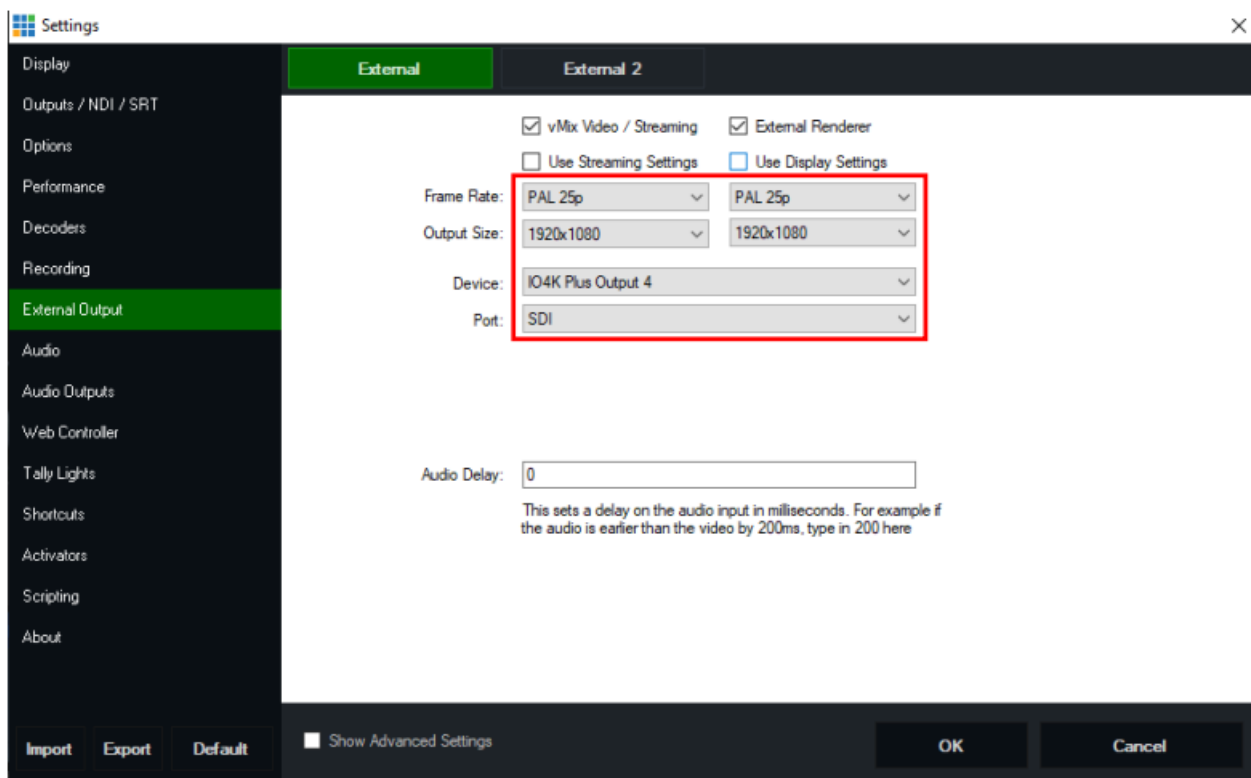 Settings
Display
Outputs / NDI / SRT
Options
Performance
Decoders
Recording
External Output
Audio
Audio Outputs
Web Controller
Tally Lights
Shortcuts
Activators
Scripting
About
Import Export Default
External External 2
vMix Video / Streaming External Renderer
Use Streaming Settings Use Display Settings
Frame Rate: PAL 25p PAL 25p
Output Size: 1920x1080 1920x1080
Device: IO4K Plus Output 4
Port: SDI
Audio Delay: 0
This sets a delay on the audio input in milliseconds. For example if
the audio is earlier than the video by 200ms, type in 200 here
Show Advanced Settings OK Cancel